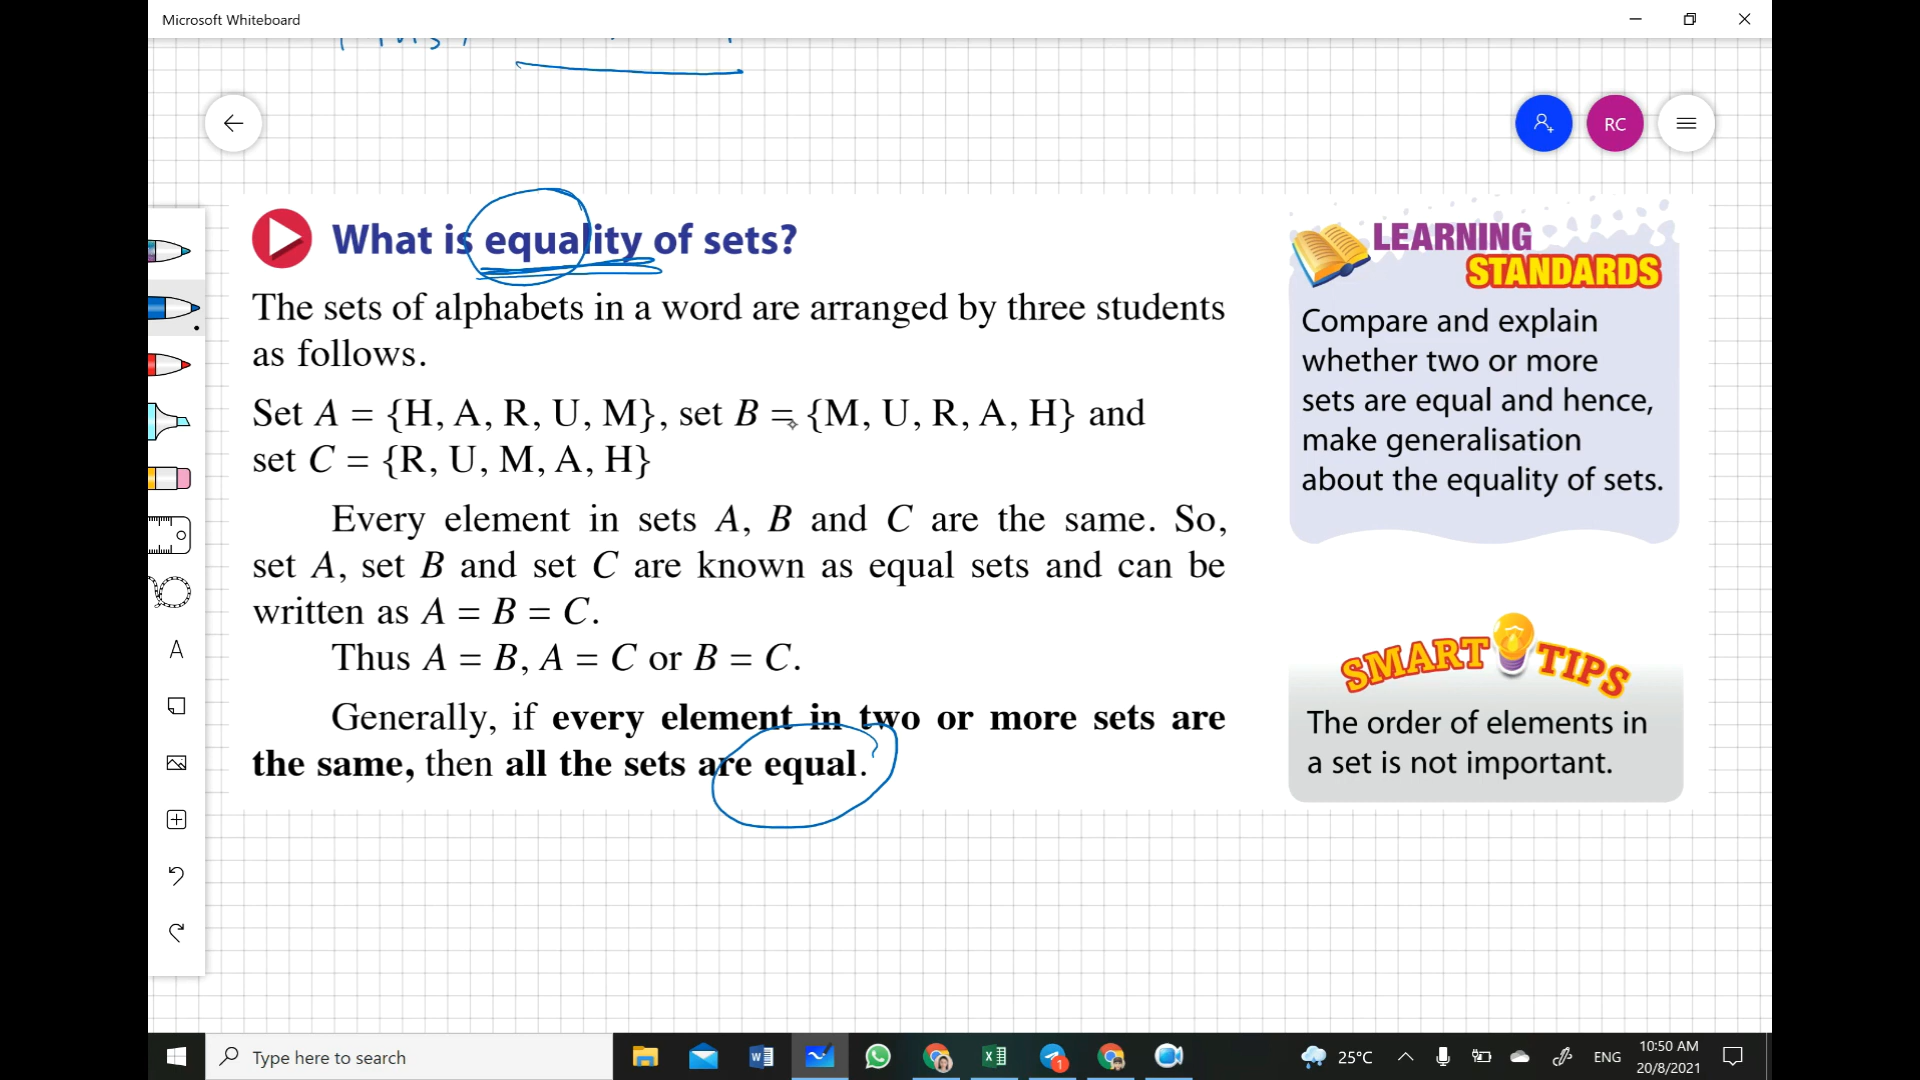 Microsoft Whiteboard
RC
What is equality of sets?
The sets of alphabets in a word are arranged by three students
as follows.
Set A = {H, A, R, U, M}, set B = {M, U, R, A, H} and
set C = {R, U, M, A, H}
Every element in sets A, B and C are the same. So,
set A, set B and set C are known as equal sets and can be
written as A = B = C.
Thus A = B, A = C or B = C.
Generally, if every element in two or more sets are
the same, then all the sets are equal.
LEARNING
STANDARDS
Compare and explain
whether two or more
sets are equal and hence,
make generalisation
about the equality of sets.
SMART TIPS
The order of elements in
a set is not important.
A
Type here to search
1
25°C
ENG
10:50 AM
20/8/2021